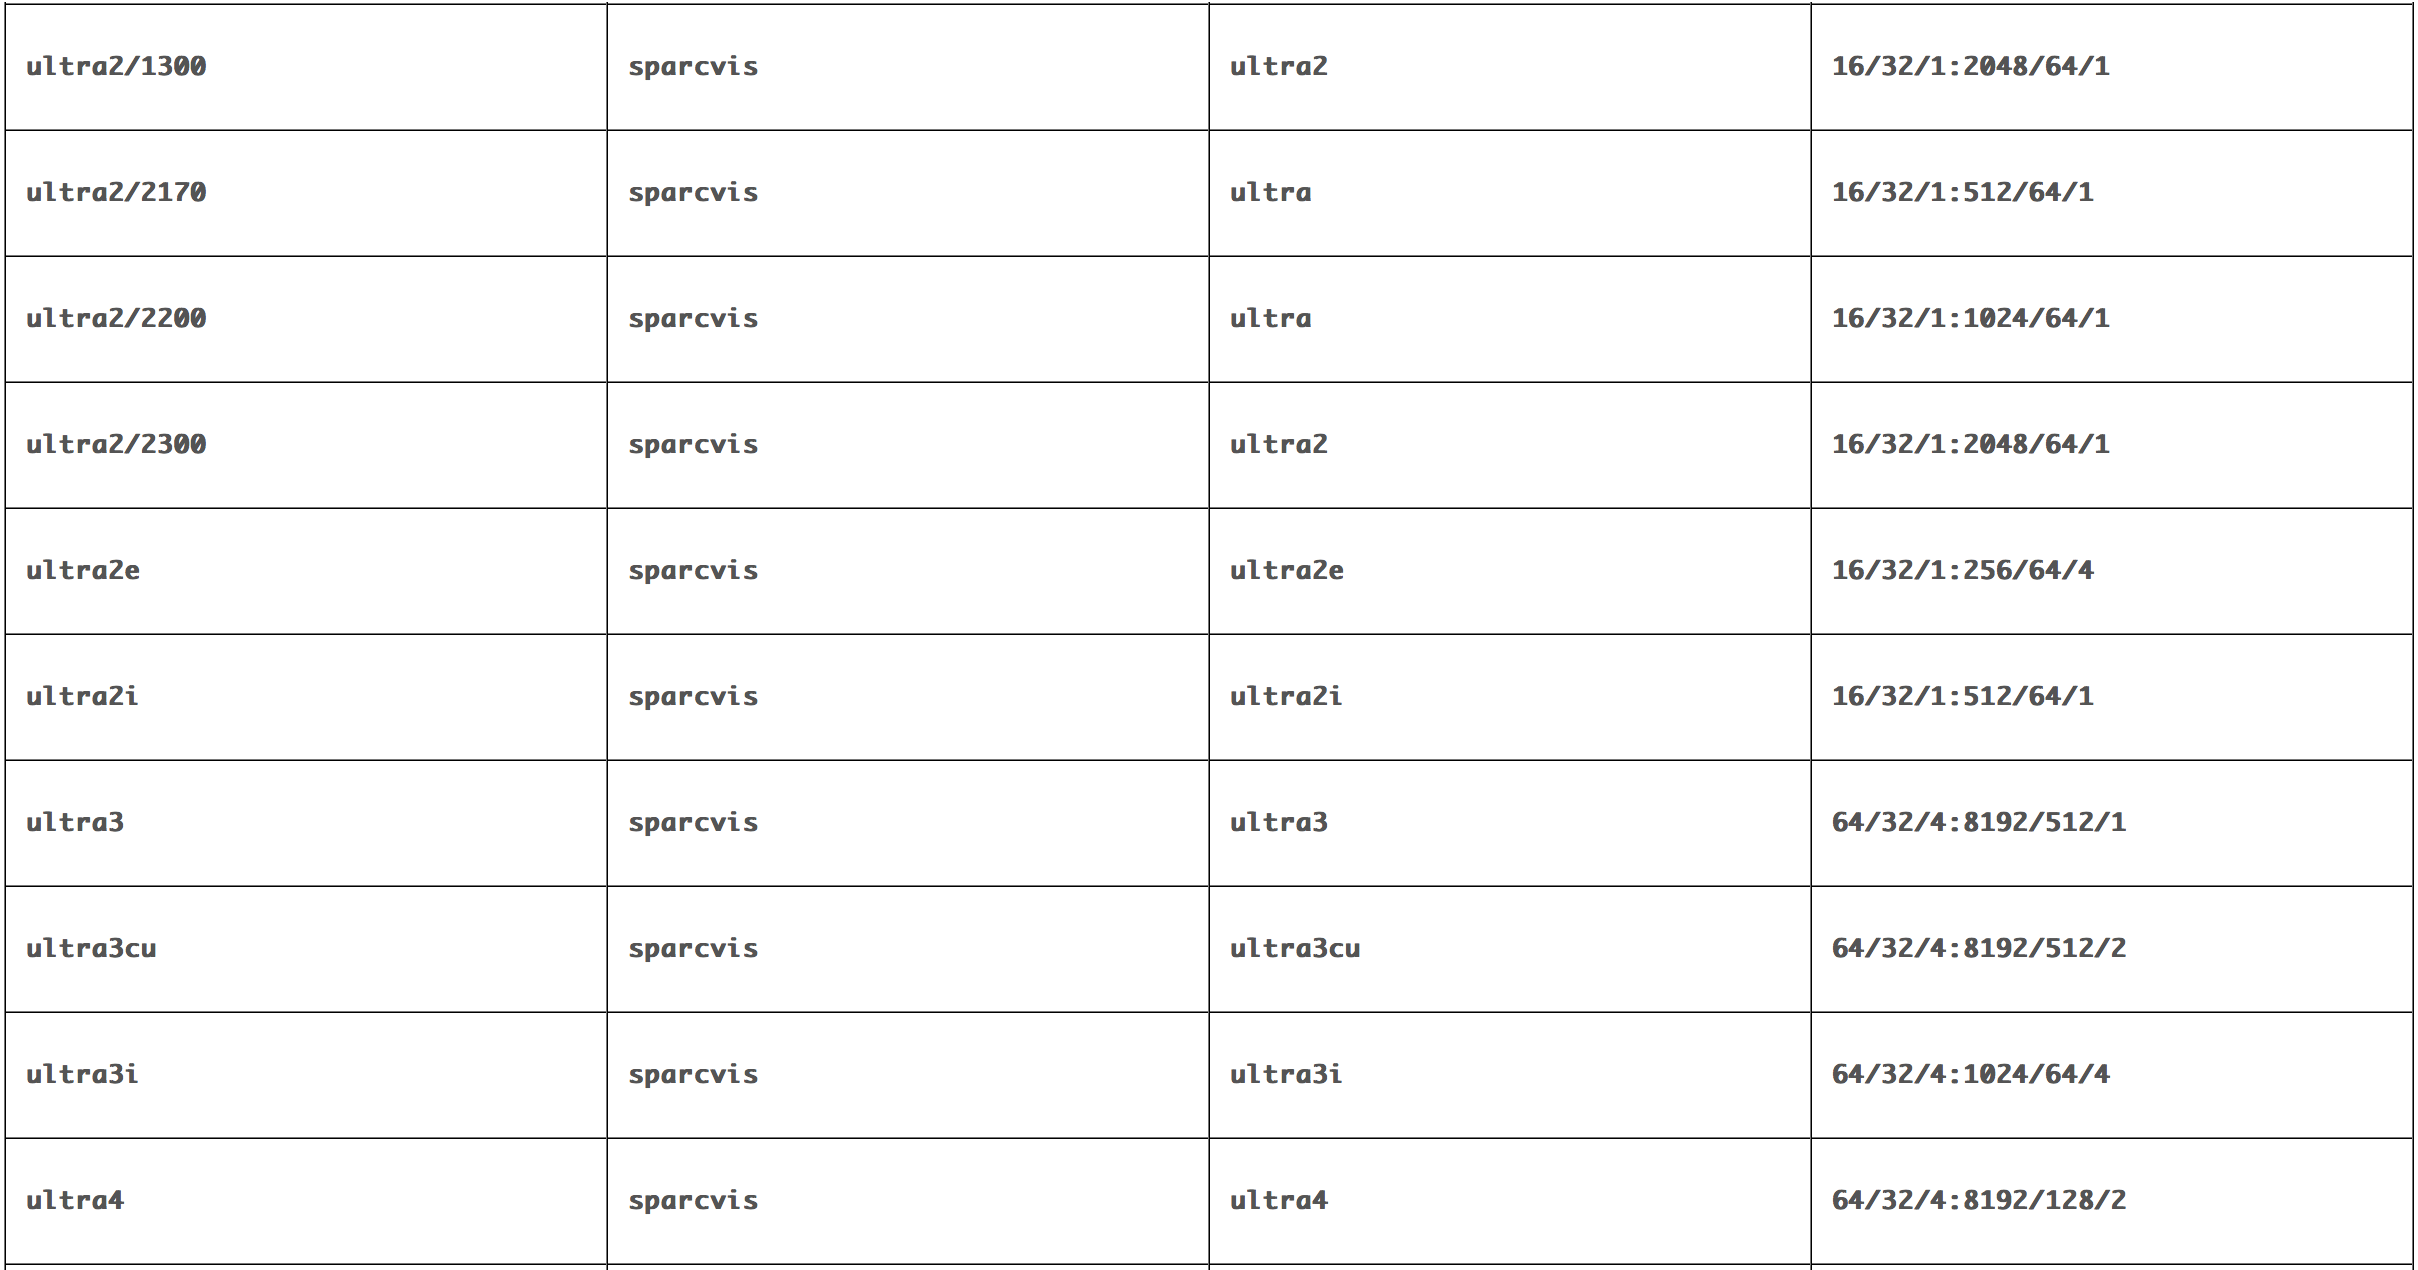 ultra2/1300 sparcvis ultra2 16/32/1:2048/64/1
ultra2/2170 sparcvis ultra 16/32/1:512/64/1
ultra2/2200 sparcvis ultra 16/32/1:1024/64/1
ultra2/2300 sparcvis ultra2 16/32/1:2048/64/1
ultra2e sparcvis ultra2e 16/32/1:256/64/4
ultra2i sparcvis ultra2i 16/32/1:512/64/1
ultra3 sparcvis ultra3 64/32/4:8192/512/1
ultra3cu sparcvis ultra3cu 64/32/4:8192/512/2
ultra3i sparcvis ultra3i 64/32/4:1024/64/4
ultra4 sparcvis ultra4 64/32/4:8192/128/2